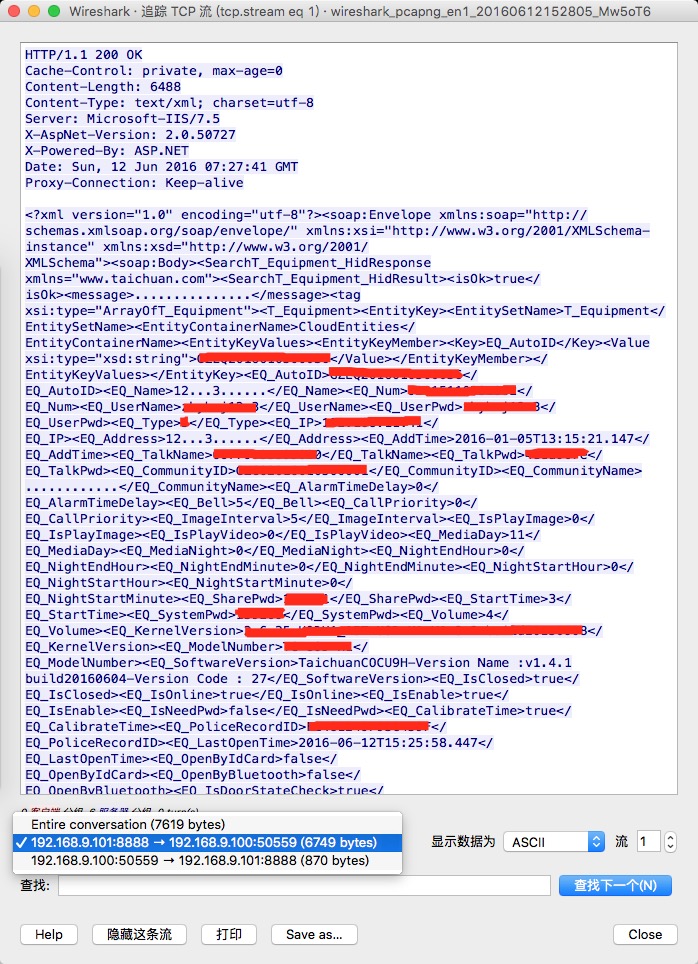 Wireshark · 追踪 TCP 流 (tcp.stream eq 1) · wireshark_pcapng_en1_20160612152805_Mw5oT6
HTTP/1.1 200 OK
Cache-Control: private, max-age=0
Content-Length: 6488
Content-Type: text/xml; charset=utf-8
Server: Microsoft-IIS/7.5
X-AspNet-Version: 2.0.50727
X-Powered-By: ASP.NET
Date: Sun, 12 Jun 2016 07:27:41 GMT
Proxy-Connection: Keep-alive
<?xml version="1.0" encoding="utf-8"?><soap:Envelope xmlns:soap="http://
schemas.xmlsoap.org/soap/envelope/" xmlns:xsi="http://www.w3.org/2001/XMLSchema-
instance" xmlns:xsd="http://www.w3.org/2001/
XMLSchema"><soap:Body><SearchT_Equipment_HidResponse
xmlns="www.taichuan.com"><SearchT_Equipment_HidResult><isOk>true</
isOk><message>...............</message><tag
xsi:type="ArrayOfT_Equipment"><T_Equipment><EntityKey><EntitySetName>T_Equipment</
EntitySetName><EntityContainerName>CloudEntities</
EntityContainerName><EntityKeyValues><EntityKeyMember><Key>EQ_AutoID</Key><Value
xsi:type="xsd:string"></Value></EntityKeyMember></
EntityKeyValues></EntityKey><EQ_AutoID></
EQ_AutoID><EQ_Name>12...3......</EQ_Name><EQ_Num></
EQ_Num><EQ_UserName></EQ_UserName><EQ_UserPwd></
EQ_UserPwd><EQ_Type></EQ_Type><EQ_IP></
EQ_IP><EQ_Address>12...3......</EQ_Address><EQ_AddTime>2016-01-05T13:15:21.147</
EQ_AddTime><EQ_TalkName></EQ_TalkName><EQ_TalkPwd></
EQ_TalkPwd><EQ_CommunityID></EQ_CommunityID><EQ_CommunityName>
............</EQ_CommunityName><EQ_AlarmTimeDelay>0</
EQ_AlarmTimeDelay><EQ_Bell>5</EQ_Bell><EQ_CallPriority>0</
EQ_CallPriority><EQ_ImageInterval>5</EQ_ImageInterval><EQ_IsPlayImage>0</
EQ_IsPlayImage><EQ_IsPlayVideo>0</EQ_IsPlayVideo><EQ_MediaDay>11</
EQ_MediaDay><EQ_MediaNight>0</EQ_MediaNight><EQ_NightEndHour>0</
EQ_NightEndHour><EQ_NightEndMinute>0</EQ_NightEndMinute><EQ_NightStartHour>0</
EQ_NightStartHour><EQ_NightStartMinute>0</
EQ_NightStartMinute><EQ_SharePwd></EQ_SharePwd><EQ_StartTime>3</
EQ_StartTime><EQ_SystemPwd></EQ_SystemPwd><EQ_Volume>4</
EQ_Volume><EQ_KernelVersion></
EQ_KernelVersion><EQ_ModelNumber></
EQ_ModelNumber><EQ_SoftwareVersion>TaichuanCOCU9H-Version Name :v1.4.1
build20160604-Version Code : 27</EQ_SoftwareVersion><EQ_IsClosed>true</
EQ_IsClosed><EQ_IsOnline>true</EQ_IsOnline><EQ_IsEnable>true</
EQ_IsEnable><EQ_IsNeedPwd>false</EQ_IsNeedPwd><EQ_CalibrateTime>true</
EQ_CalibrateTime><EQ_PoliceRecordID></
EQ_PoliceRecordID><EQ_LastOpenTime>2016-06-12T15:25:58.447</
EQ_LastOpenTime><EQ_OpenByIdCard>false</
EQ_OpenByIdCard><EQ_OpenByBluetooth>false</
EQ_OpenByBluetooth><EQ_IsDoorStateCheck>true</
Entire conversation (7619 bytes)
✓ 192.168.9.101:8888 → 192.168.9.100:50559 (6749 bytes)
192.168.9.100:50559 → 192.168.9.101:8888 (870 bytes)
显示数据为 ASCII 流 1
查找: 查找下一个(N)
Help 隐藏这条流 打印 Save as... Close